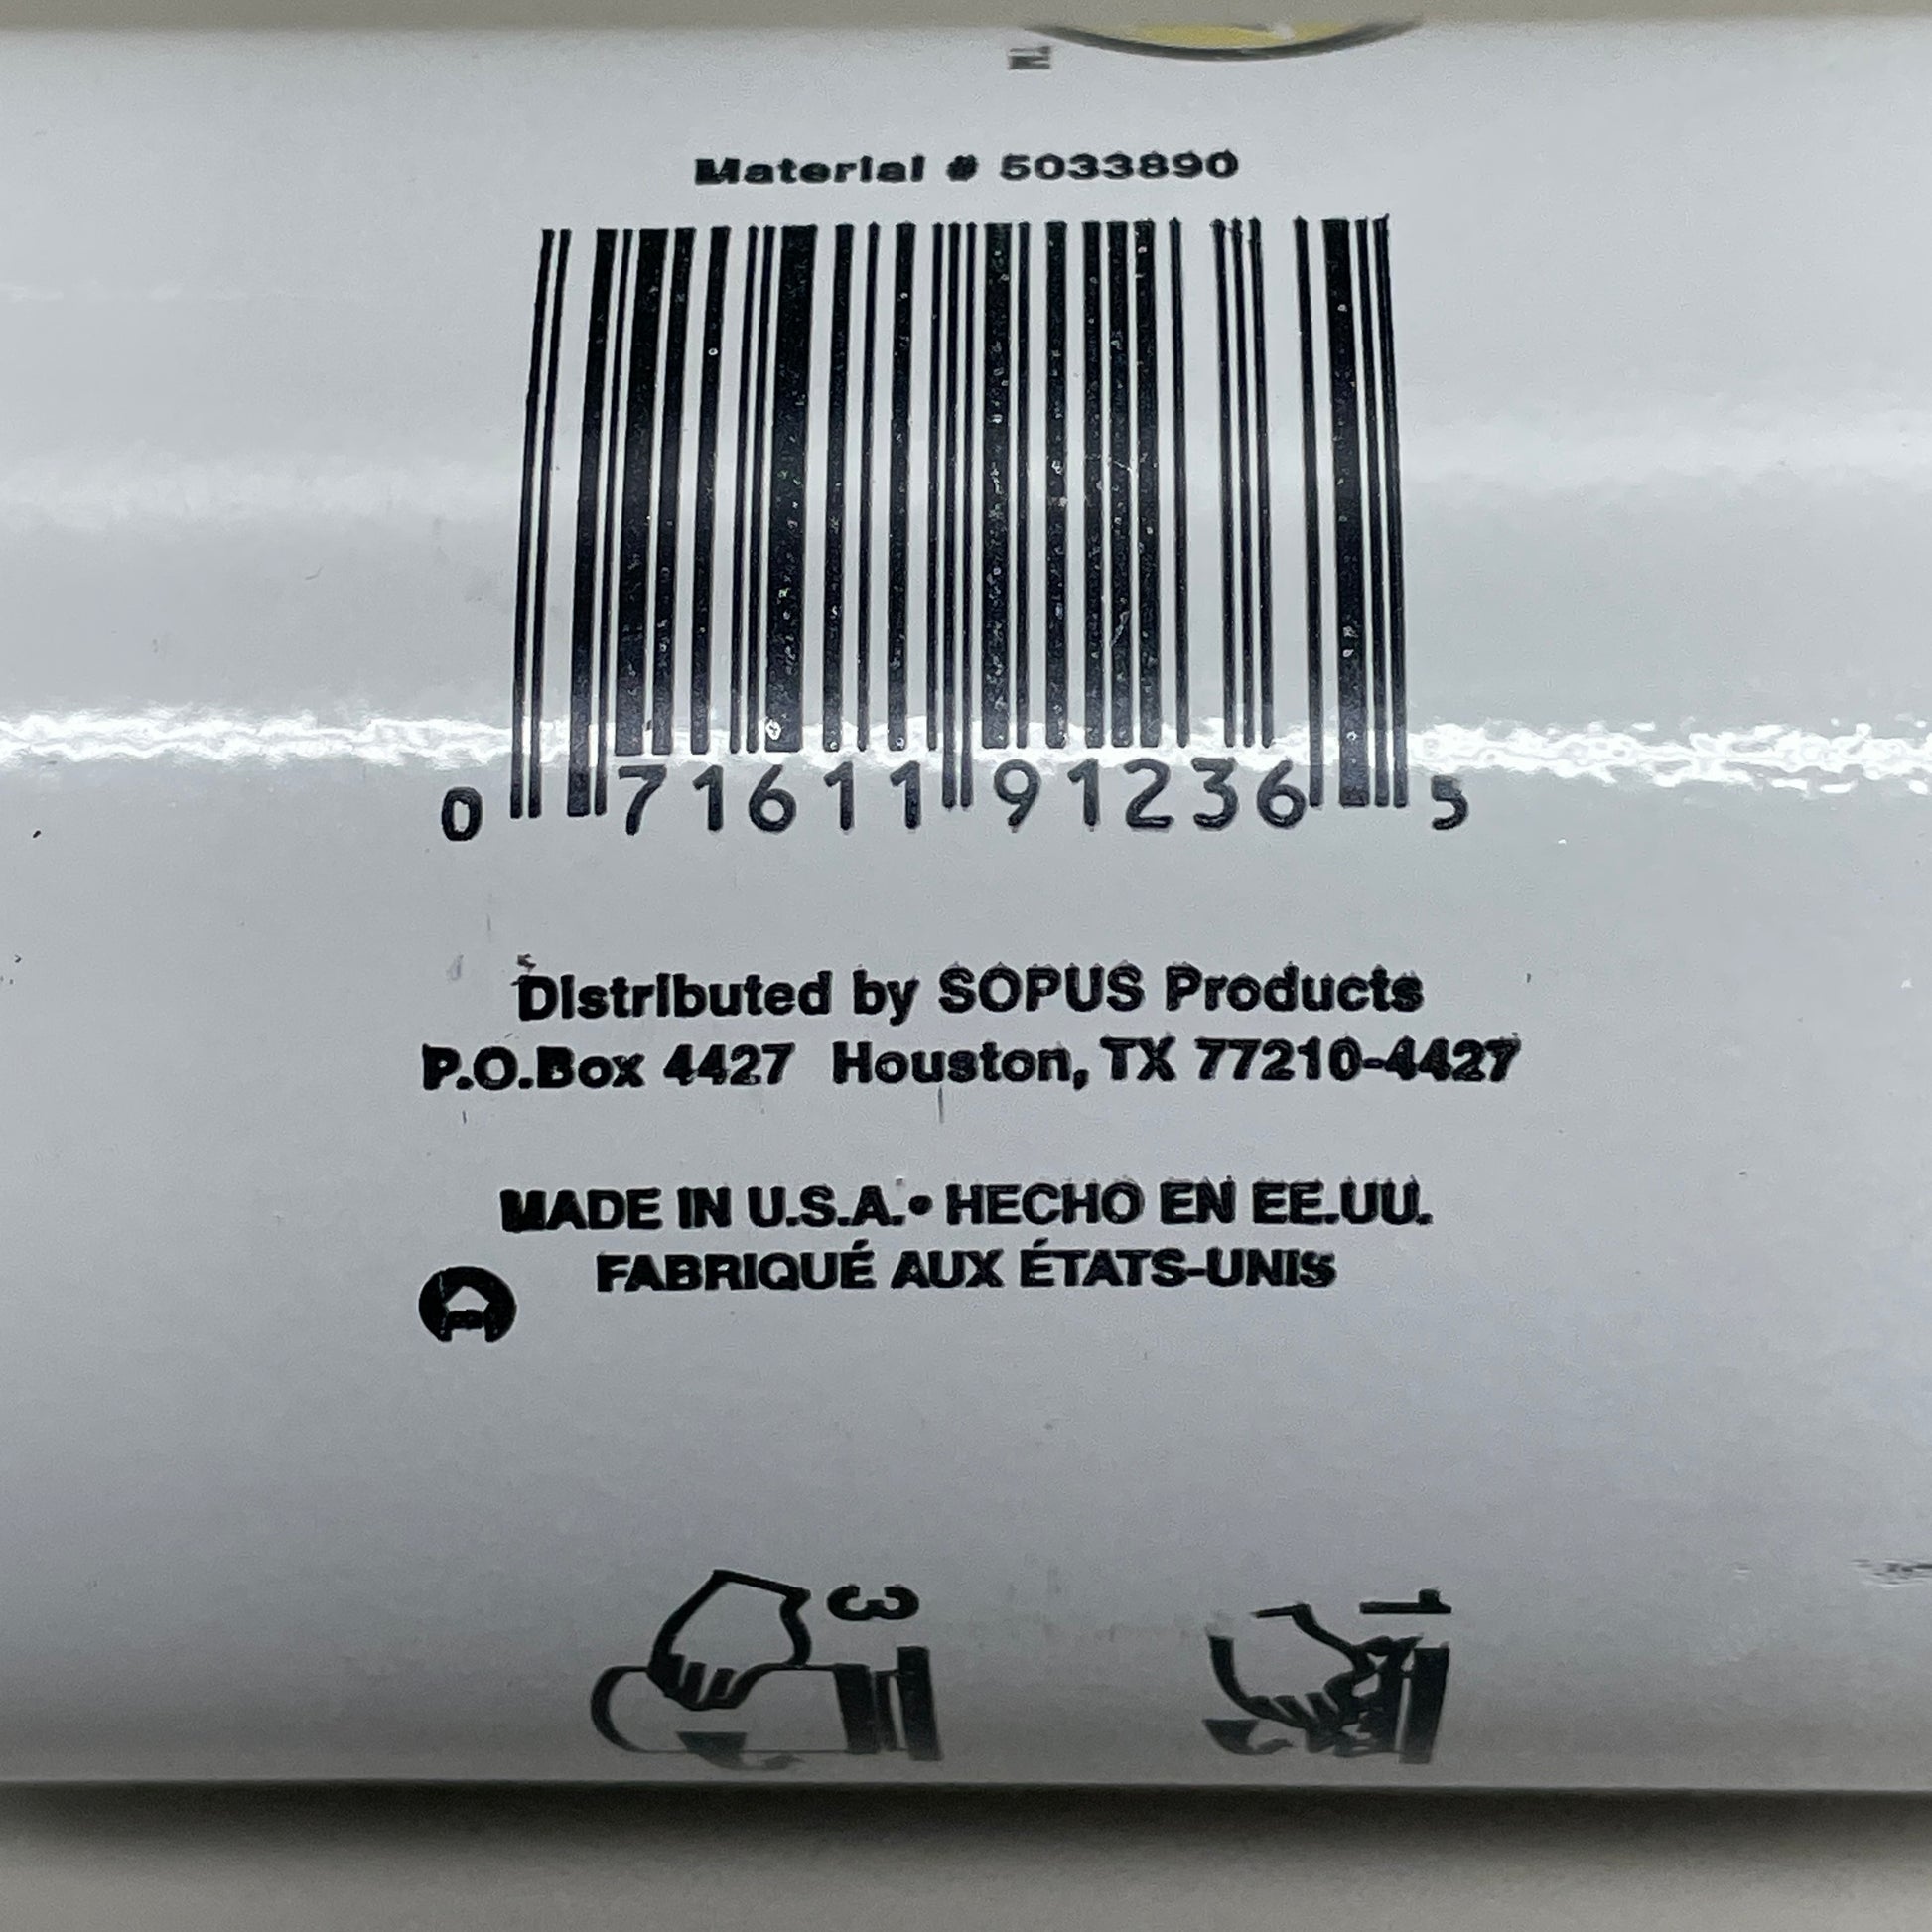 TM
Material # 5033890
0 71611 91236 5
Distributed by SOPUS Products
P.O.Box 4427 Houston, TX 77210-4427
MADE IN U.S.A. • HECHO EN EE.UU.
FABRIQUÉ AUX ÉTATS-UNIS
3
1